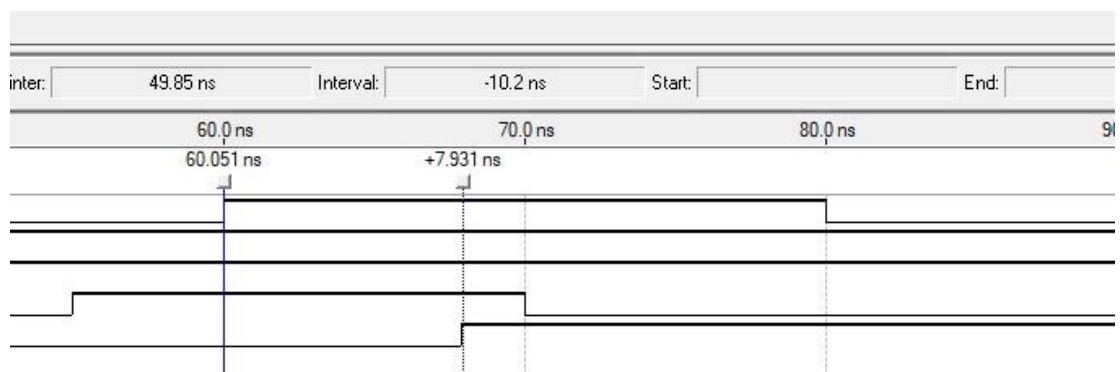 inter: 49.85 ns Interval: -10.2 ns Start: End:
60.0 ns 70.0 ns 80.0 ns 90
60.051 ns +7.931 ns